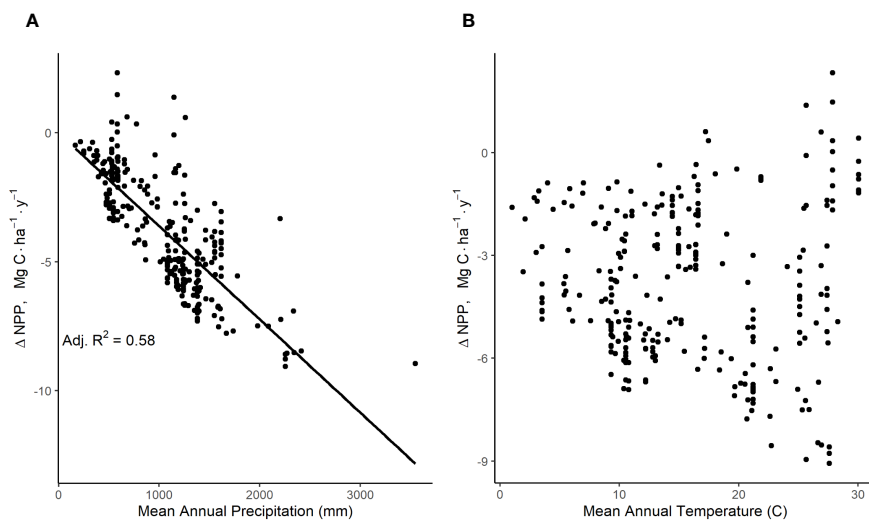 A
B
Δ NPP, Mg C · ha⁻¹ · y⁻¹
0
-5
-10
Adj. R² = 0.58
0
1000
2000
3000
Mean Annual Precipitation (mm)
Δ NPP, Mg C · ha⁻¹ · y⁻¹
0
-3
-6
-9
10
20
30
Mean Annual Temperature (C)